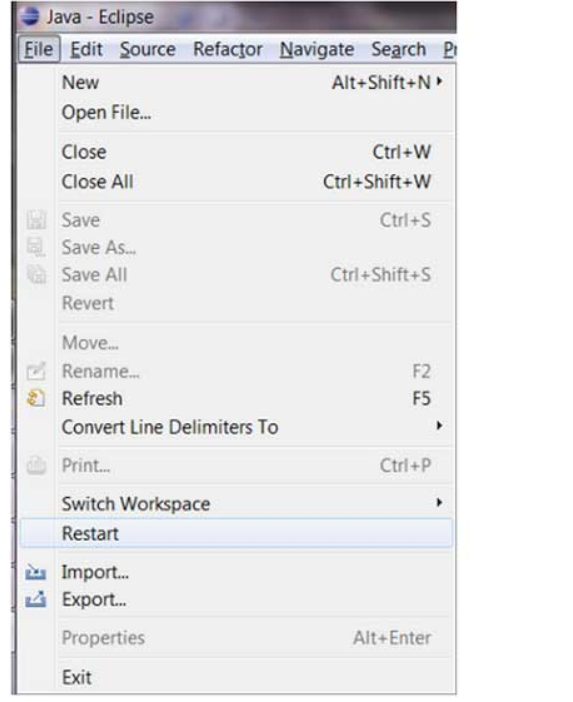 Java - Eclipse
File Edit Source Refactor Navigate Search
New Alt+Shift+N
Open File...
Close Ctrl+W
Close All Ctrl+Shift+W
Save Ctrl+S
Save As...
Save All Ctrl+Shift+S
Revert
Move...
Rename... F2
Refresh F5
Convert Line Delimiters To
Print... Ctrl+P
Switch Workspace
Restart
Import...
Export...
Properties Alt+Enter
Exit